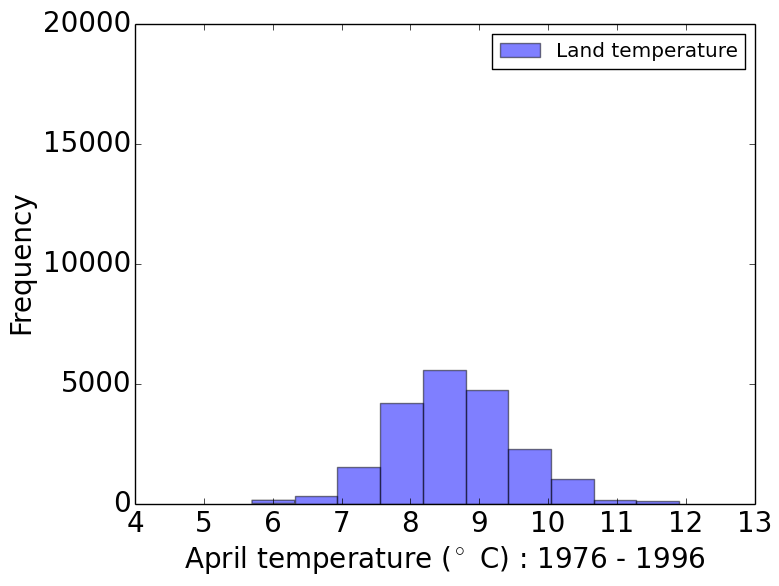 20000
Land temperature
15000
Frequency
10000
5000
0
4 5 6 7 8 9 10 11 12 13
April temperature (° C) : 1976 - 1996